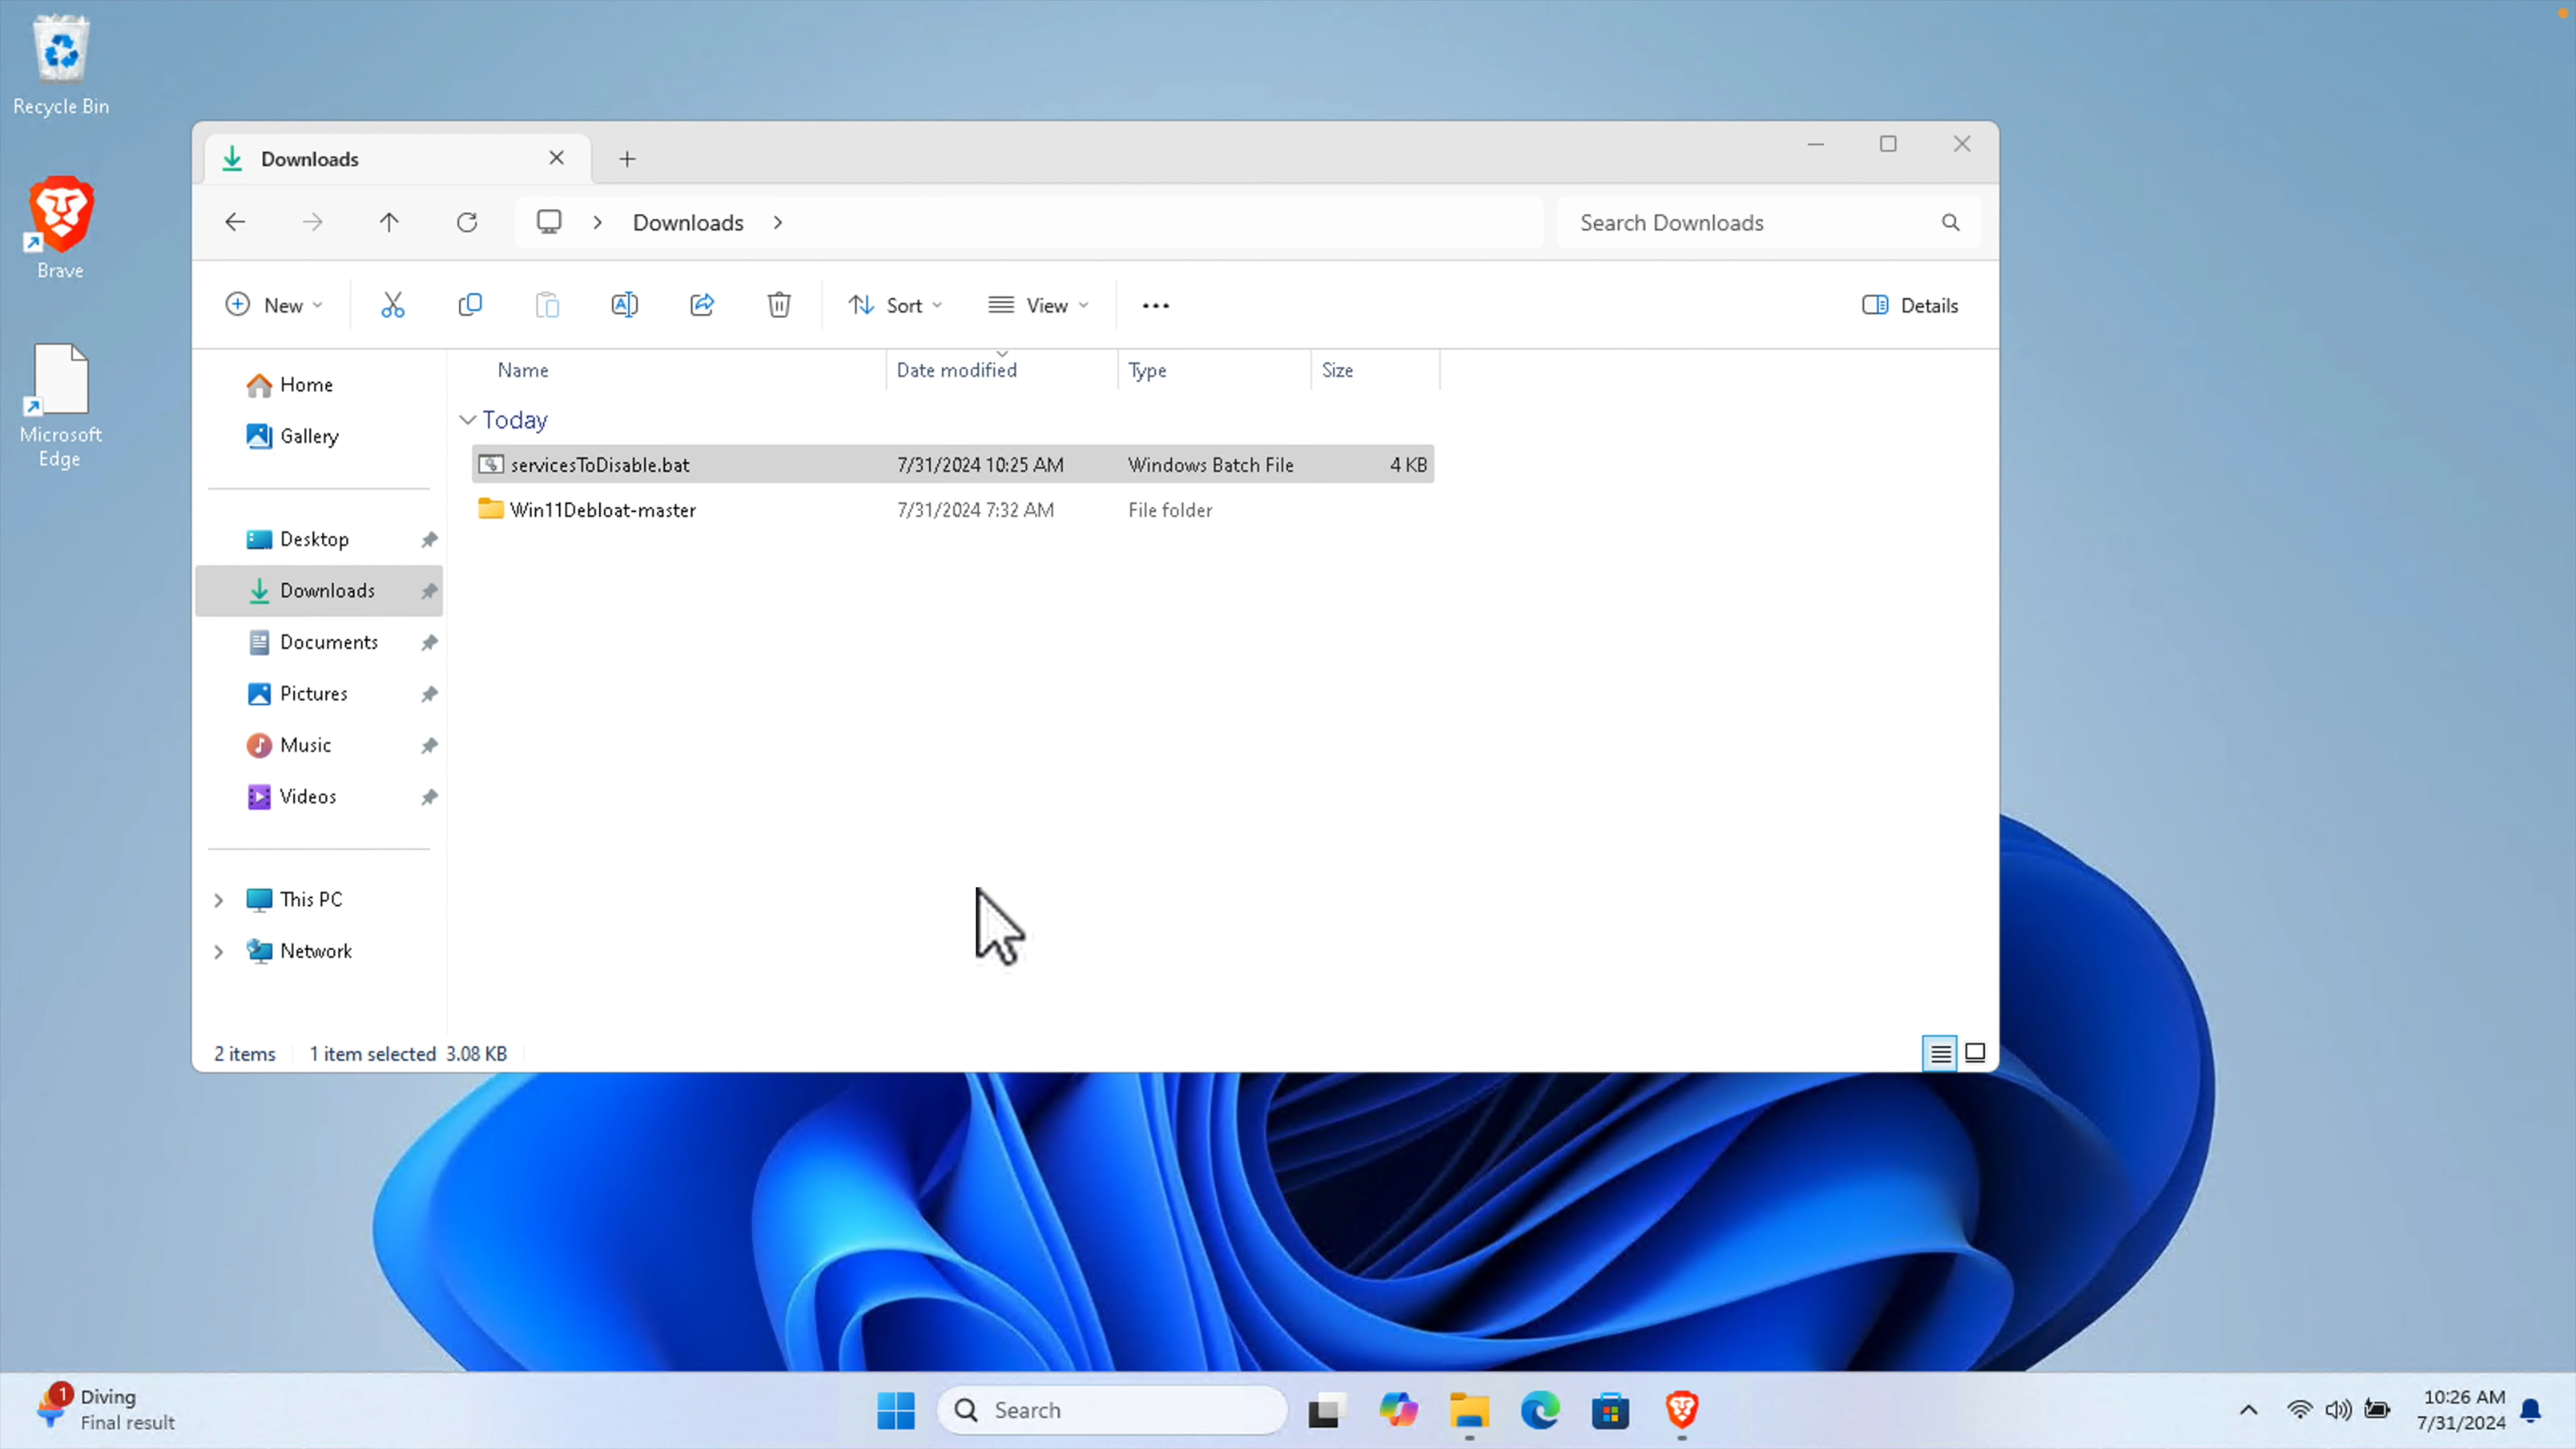 Recycle Bin
Brave
Microsoft
Edge
Downloads
Downloads
Search Downloads
New
Sort
View
Details
Home
Gallery
Desktop
Downloads
Documents
Pictures
Music
Videos
This PC
Network
Name Date modified Type Size
Today
servicesToDisable.bat 7/31/2024 10:25 AM Windows Batch File 4 KB
Win11Debloat-master 7/31/2024 7:32 AM File folder
2 items 1 item selected 3.08 KB
1
Diving
Final result
Search
10:26 AM
7/31/2024